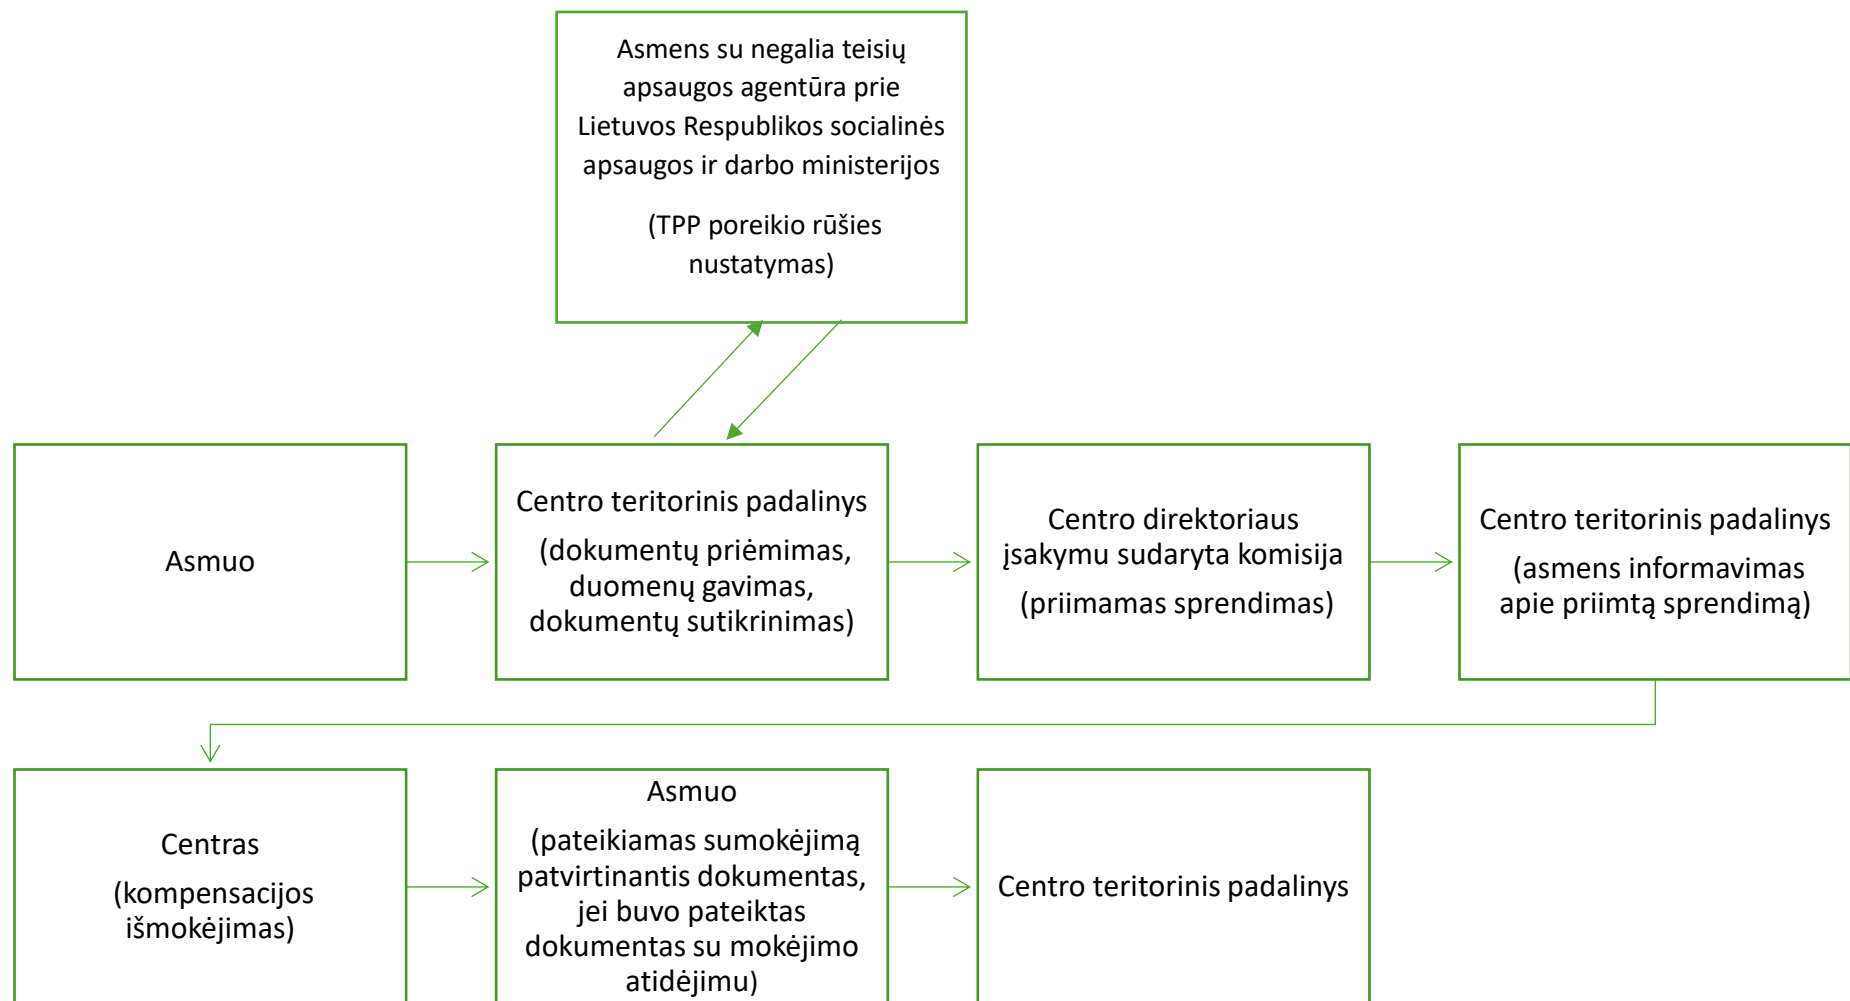 Asmens su negalia teisių
apsaugos agentūra prie
Lietuvos Respublikos socialinės
apsaugos ir darbo ministerijos
(TPP poreikio rūšies
nustatymas)
Asmuo
Centro teritorinis padalinys
(dokumentų priėmimas,
duomenų gavimas,
dokumentų sutikrinimas)
Centro direktoriaus
įsakymu sudaryta komisija
(priimamas sprendimas)
Centro teritorinis padalinys
(asmens informavimas
apie priimtą sprendimą)
Centras
(kompensacijos
išmokėjimas)
Asmuo
(pateikiamas sumokėjimą
patvirtinantis dokumentas,
jei buvo pateiktas
dokumentas su mokėjimo
atidėjimu)
Centro teritorinis padalinys